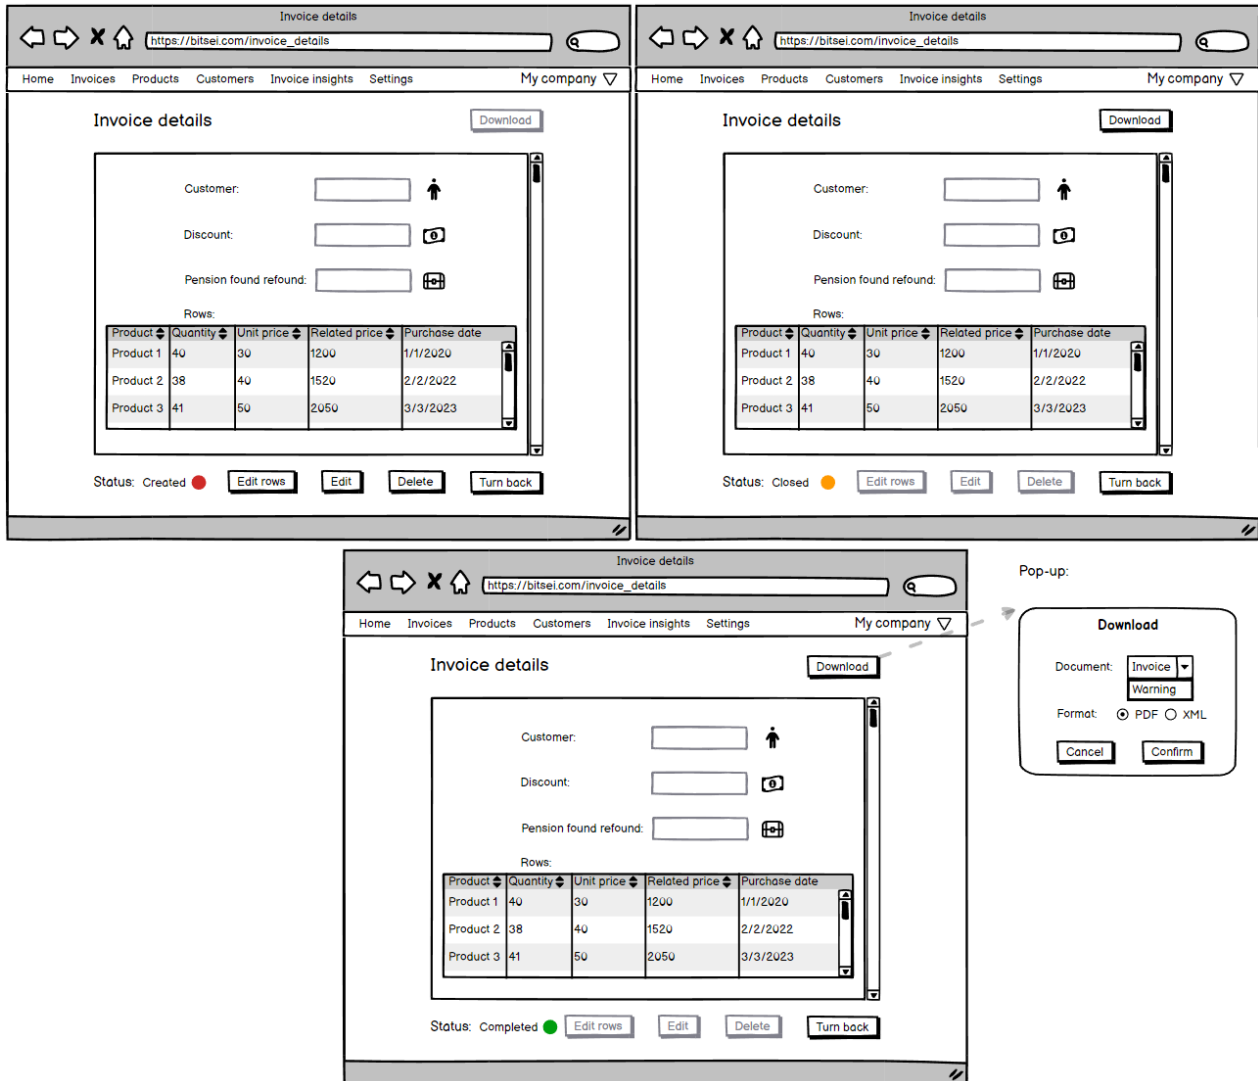 Invoice details
https://bitsei.com/invoice_details
Home Invoices Products Customers Invoice insights Settings My company
Invoice details Download
Customer:
Discount:
Pension found refound:
Rows:
Product Quantity Unit price Related price Purchase date
Product 1 40 30 1200 1/1/2020
Product 2 38 40 1520 2/2/2022
Product 3 41 50 2050 3/3/2023
Status: Created Edit rows Edit Delete Turn back
Invoice details
https://bitsei.com/invoice_details
Home Invoices Products Customers Invoice insights Settings My company
Invoice details Download
Customer:
Discount:
Pension found refound:
Rows:
Product Quantity Unit price Related price Purchase date
Product 1 40 30 1200 1/1/2020
Product 2 38 40 1520 2/2/2022
Product 3 41 50 2050 3/3/2023
Status: Closed Edit rows Edit Delete Turn back
Invoice details
https://bitsei.com/invoice_details
Home Invoices Products Customers Invoice insights Settings My company
Invoice details Download
Customer:
Discount:
Pension found refound:
Rows:
Product Quantity Unit price Related price Purchase date
Product 1 40 30 1200 1/1/2020
Product 2 38 40 1520 2/2/2022
Product 3 41 50 2050 3/3/2023
Status: Completed Edit rows Edit Delete Turn back
Pop-up:
Download
Document: Invoice
Warning
Format: PDF XML
Cancel Confirm